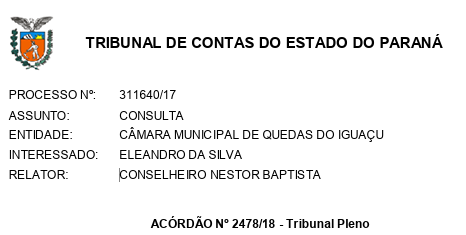 TRIBUNAL DE CONTAS DO ESTADO DO PARANÁ
PROCESSO Nº: 311640/17
ASSUNTO: CONSULTA
ENTIDADE: CÂMARA MUNICIPAL DE QUEDAS DO IGUAÇU
INTERESSADO: ELEANDRO DA SILVA
RELATOR: CONSELHEIRO NESTOR BAPTISTA
ACÓRDÃO Nº 2478/18 - Tribunal Pleno